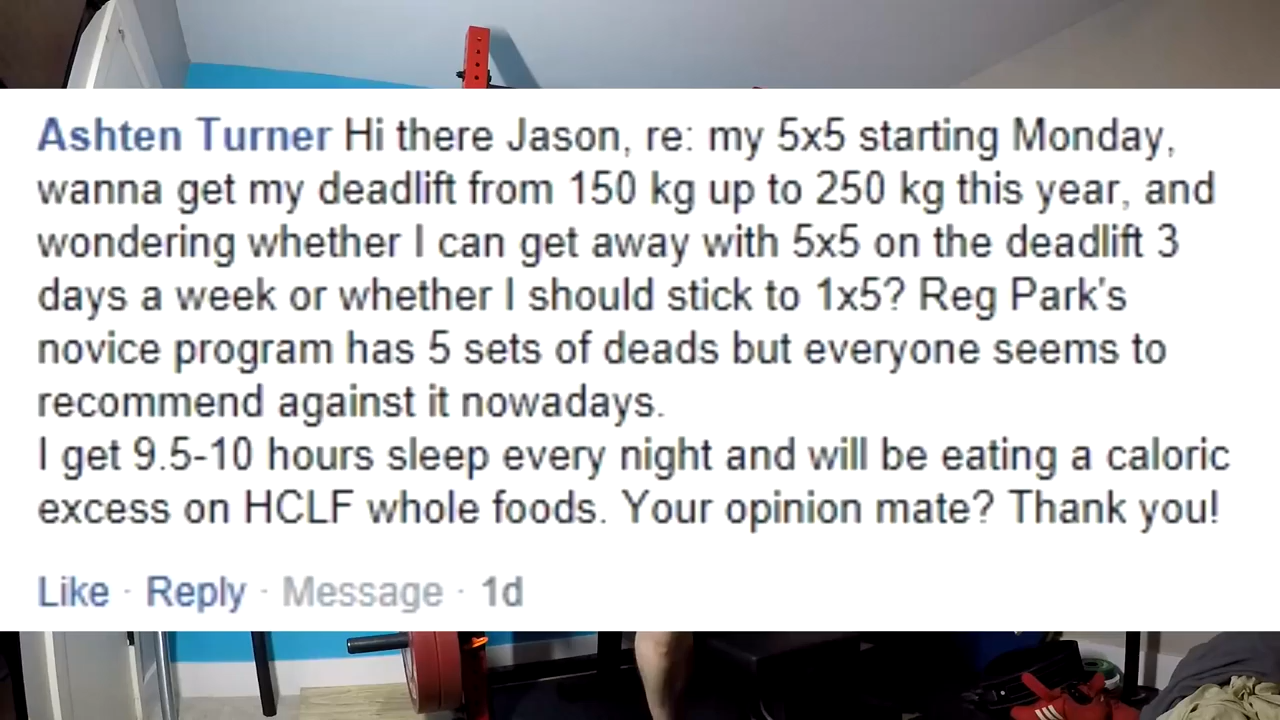 Ashten Turner Hi there Jason, re: my 5x5 starting Monday,
wanna get my deadlift from 150 kg up to 250 kg this year, and
wondering whether I can get away with 5x5 on the deadlift 3
days a week or whether I should stick to 1x5? Reg Park's
novice program has 5 sets of deads but everyone seems to
recommend against it nowadays.
I get 9.5-10 hours sleep every night and will be eating a caloric
excess on HCLF whole foods. Your opinion mate? Thank you!
Like · Reply · Message · 1d